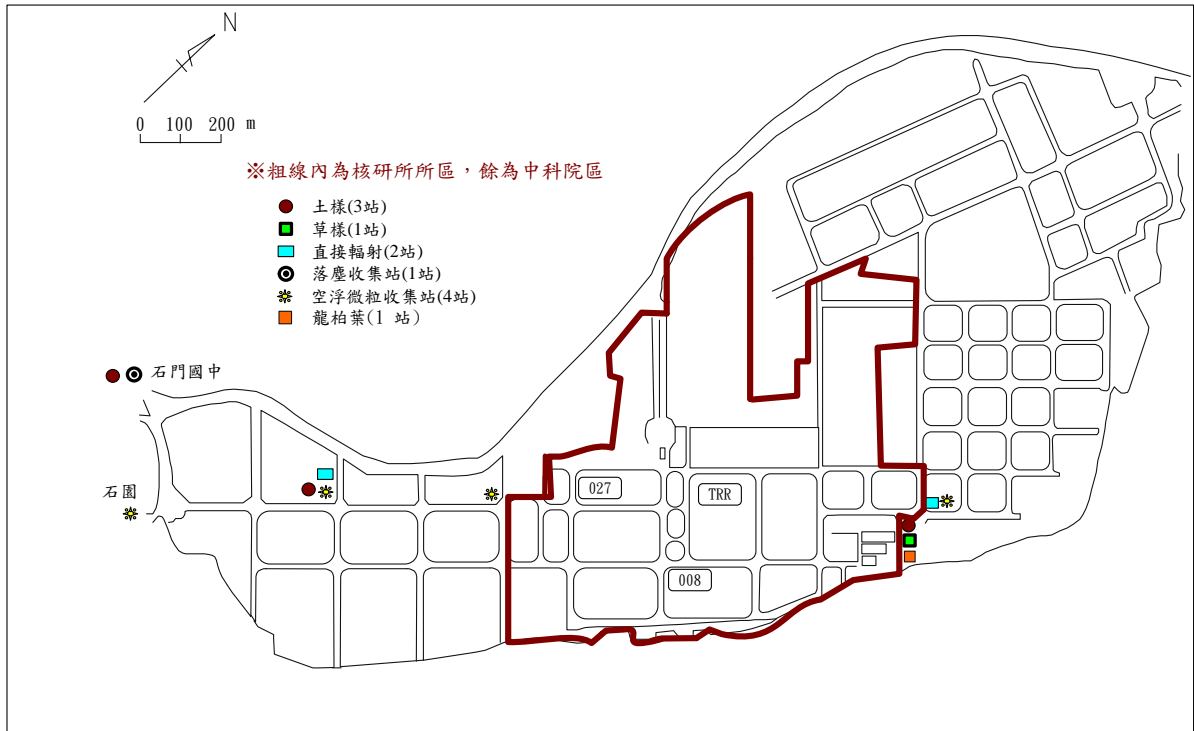 N
0 100 200 m
※粗線內為核研所所區，餘為中科院區
土樣(3站)
草樣(1站)
直接輻射(2站)
落塵收集站(1站)
空浮微粒收集站(4站)
龍柏葉(1 站)
石門國中
石園
027
TRR
008